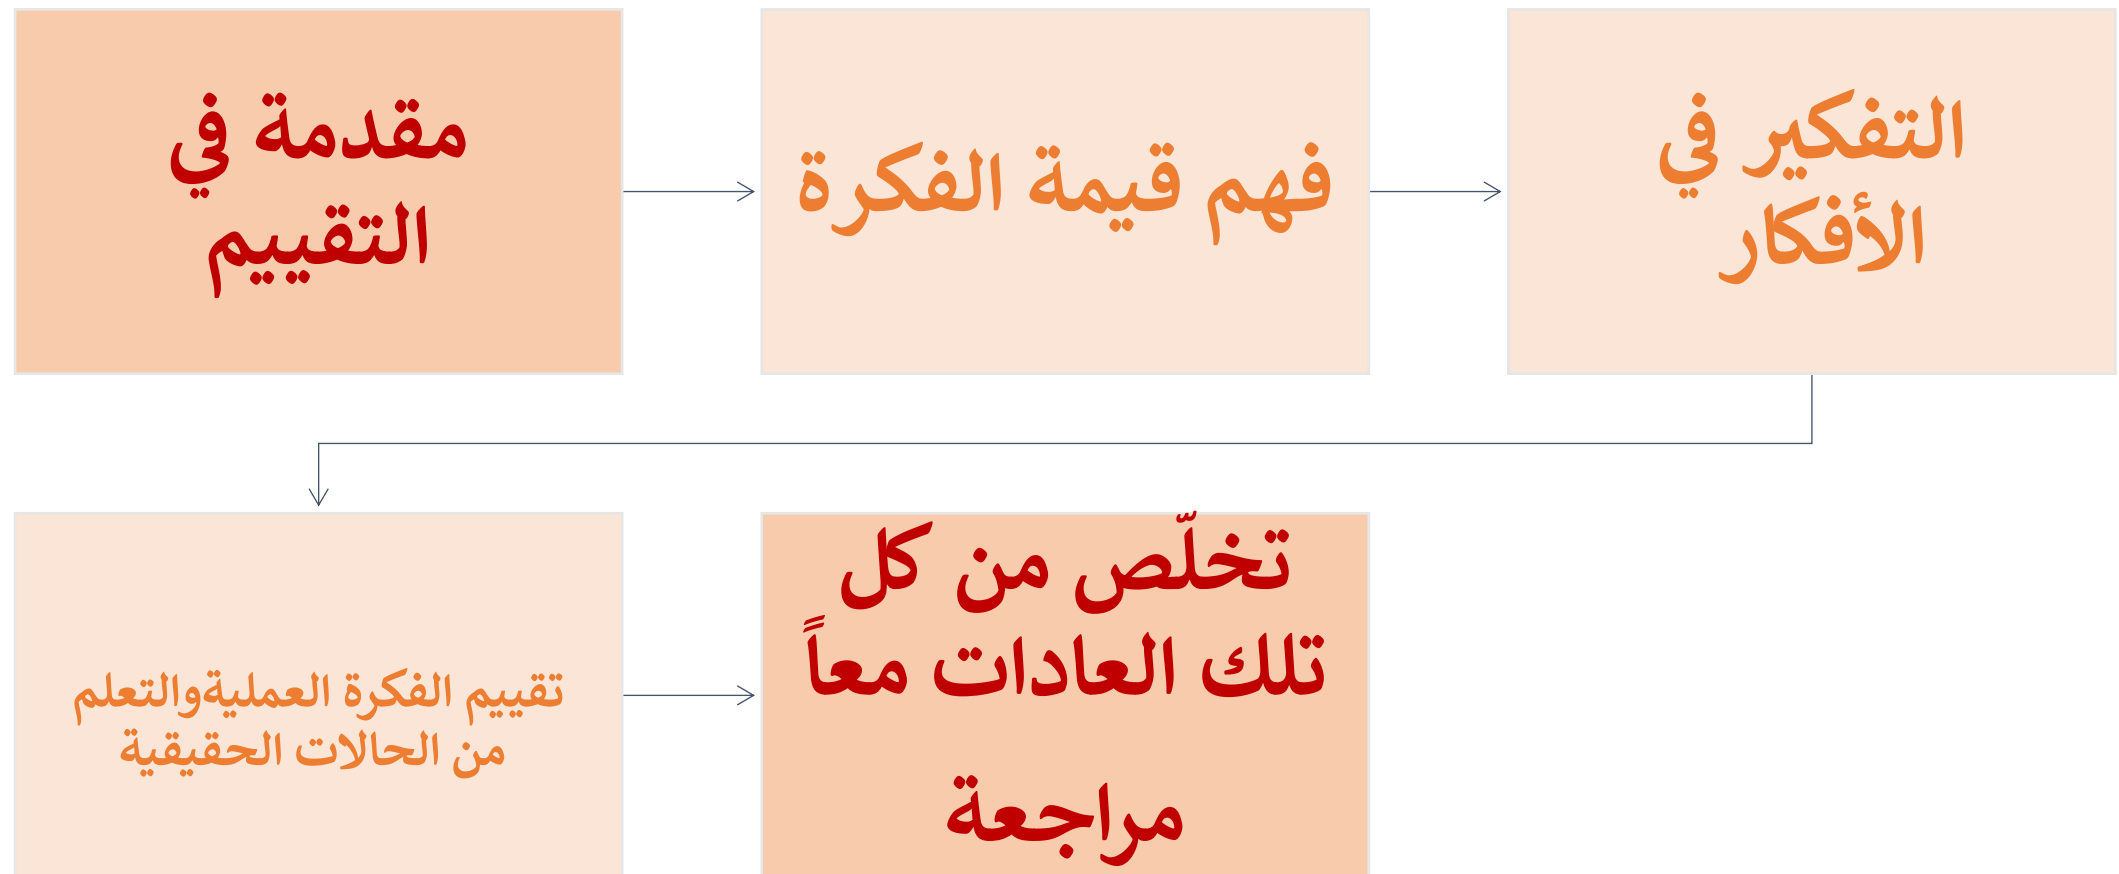 مقدمة في
التقييم
فهم قيمة الفكرة
التفكير في
الأفكار
تقييم الفكرة العمليةوالتعلم
من الحالات الحقيقية
تخلّص من كل
تلك العادات معاً
مراجعة